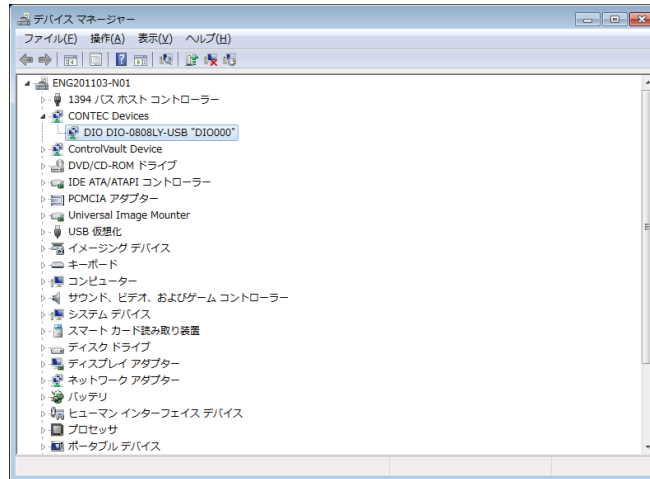 デバイス マネージャー
ファイル(F) 操作(A) 表示(V) ヘルプ(H)
ENG201103-N01
1394 バス ホスト コントローラー
CONTEC Devices
DIO DIO-0808LY-USB "DIO000"
ControlVault Device
DVD/CD-ROM ドライブ
IDE ATA/ATAPI コントローラー
PCMCIA アダプター
Universal Image Mounter
USB 仮想化
イメージング デバイス
キーボード
コンピューター
サウンド、ビデオ、およびゲーム コントローラー
システム デバイス
スマート カード読み取り装置
ディスク ドライブ
ディスプレイ アダプター
ネットワーク アダプター
バッテリ
ヒューマン インターフェイス デバイス
プロセッサ
ポータブル デバイス